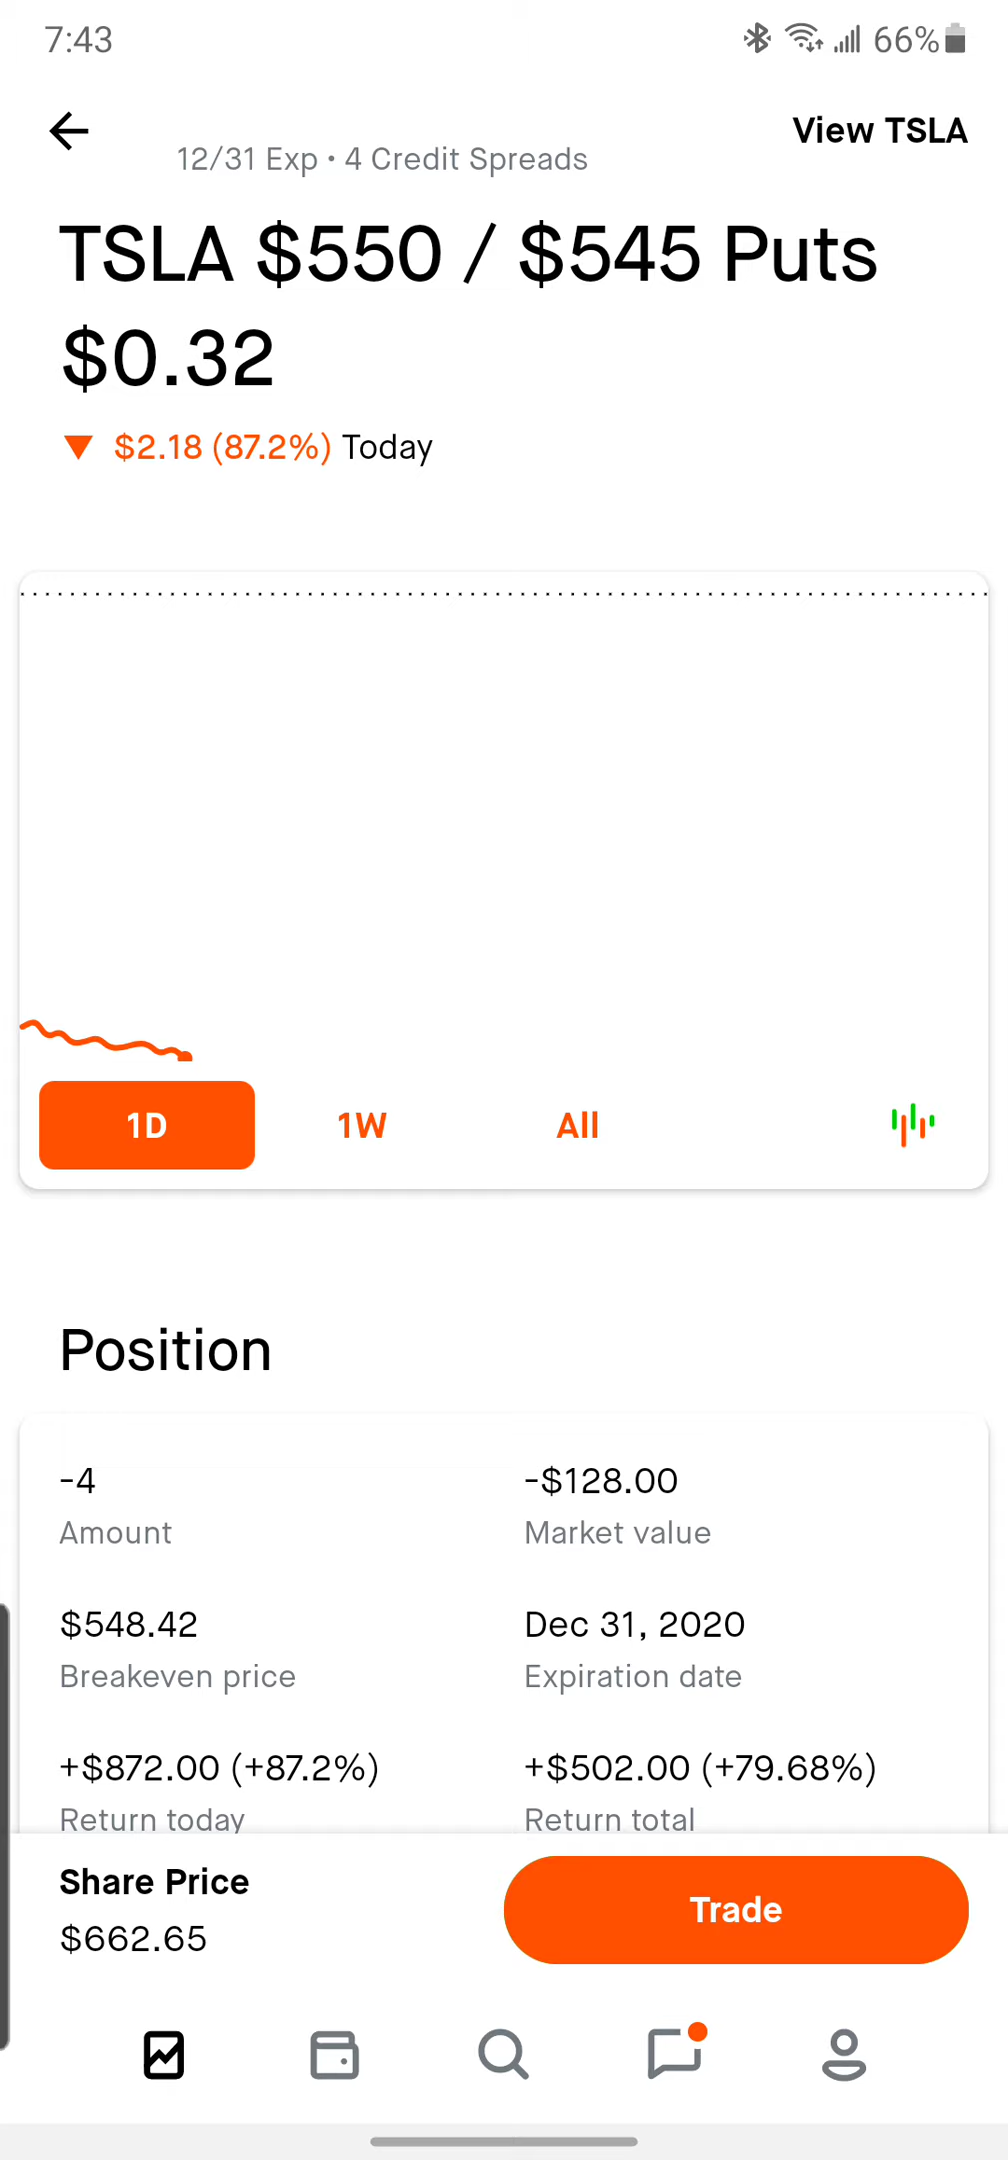 7:43
66%
View TSLA
12/31 Exp • 4 Credit Spreads
TSLA $550 / $545 Puts
$0.32
▼ $2.18 (87.2%) Today
1D 1W All
Position
-4 -$128.00
Amount Market value
$548.42 Dec 31, 2020
Breakeven price Expiration date
+$872.00 (+87.2%) +$502.00 (+79.68%)
Return today Return total
Share Price
$662.65
Trade